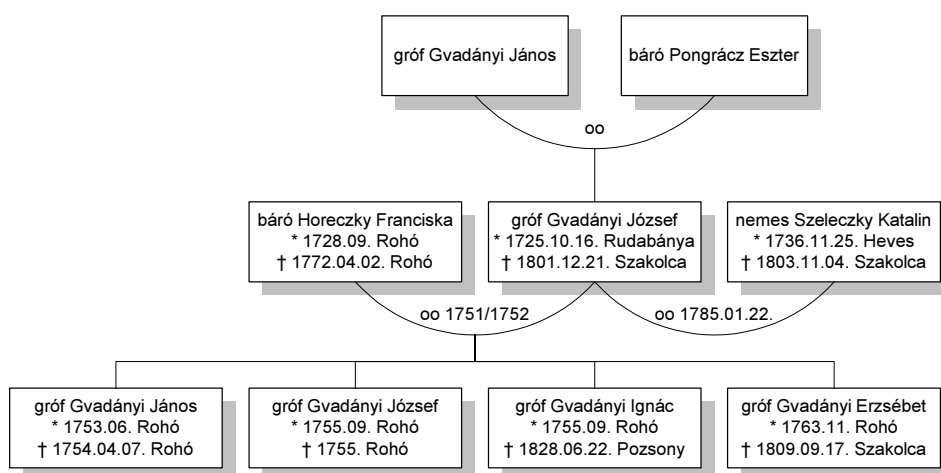 gróf Gvadányi János
báró Pongrácz Eszter
oo
báró Horeczky Franciska
* 1728.09. Rohó
† 1772.04.02. Rohó
gróf Gvadányi József
* 1725.10.16. Rudabánya
† 1801.12.21. Szakolca
nemes Szeleczky Katalin
* 1736.11.25. Heves
† 1803.11.04. Szakolca
oo 1751/1752
oo 1785.01.22.
gróf Gvadányi János
* 1753.06. Rohó
† 1754.04.07. Rohó
gróf Gvadányi József
* 1755.09. Rohó
† 1755. Rohó
gróf Gvadányi Ignác
* 1755.09. Rohó
† 1828.06.22. Pozsony
gróf Gvadányi Erzsébet
* 1763.11. Rohó
† 1809.09.17. Szakolca